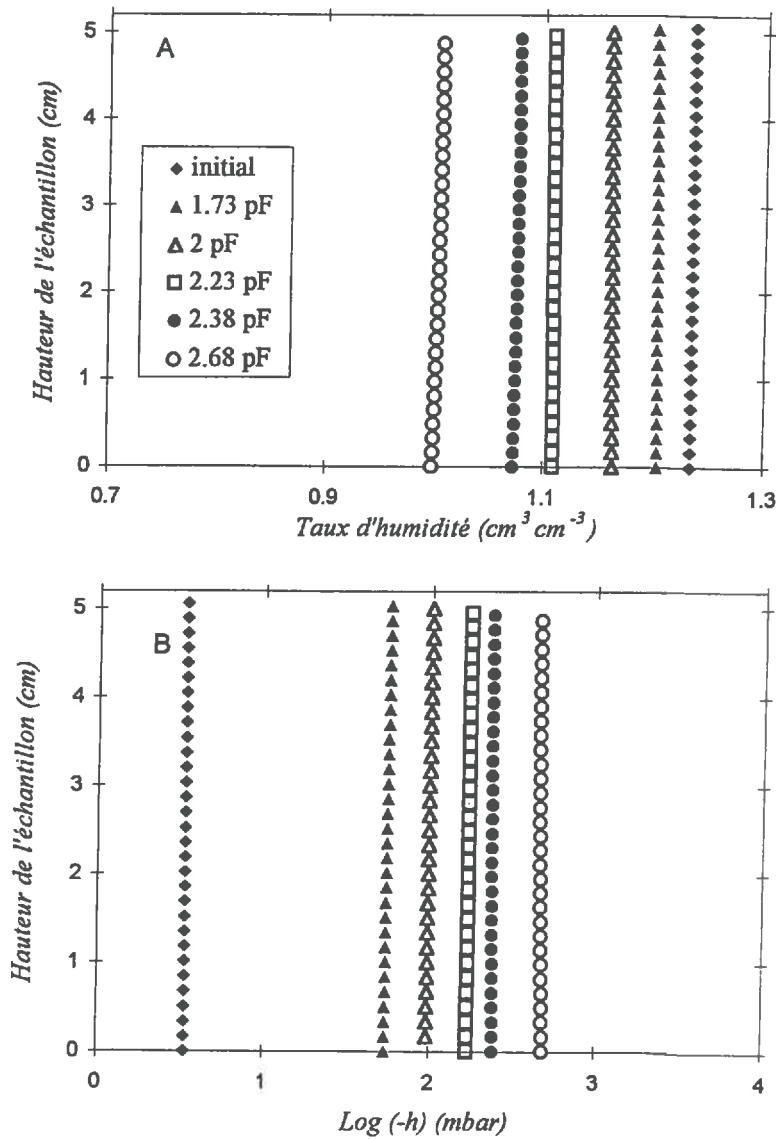 A
5
4
3
2
1
0
Hauteur de l'échantillon (cm)
initial
1.73 pF
2 pF
2.23 pF
2.38 pF
2.68 pF
0.7 0.9 1.1 1.3
Taux d'humidité (cm³ cm⁻³)
B
5
4
3
2
1
0
Hauteur de l'échantillon (cm)
0 1 2 3 4
Log (-h) (mbar)